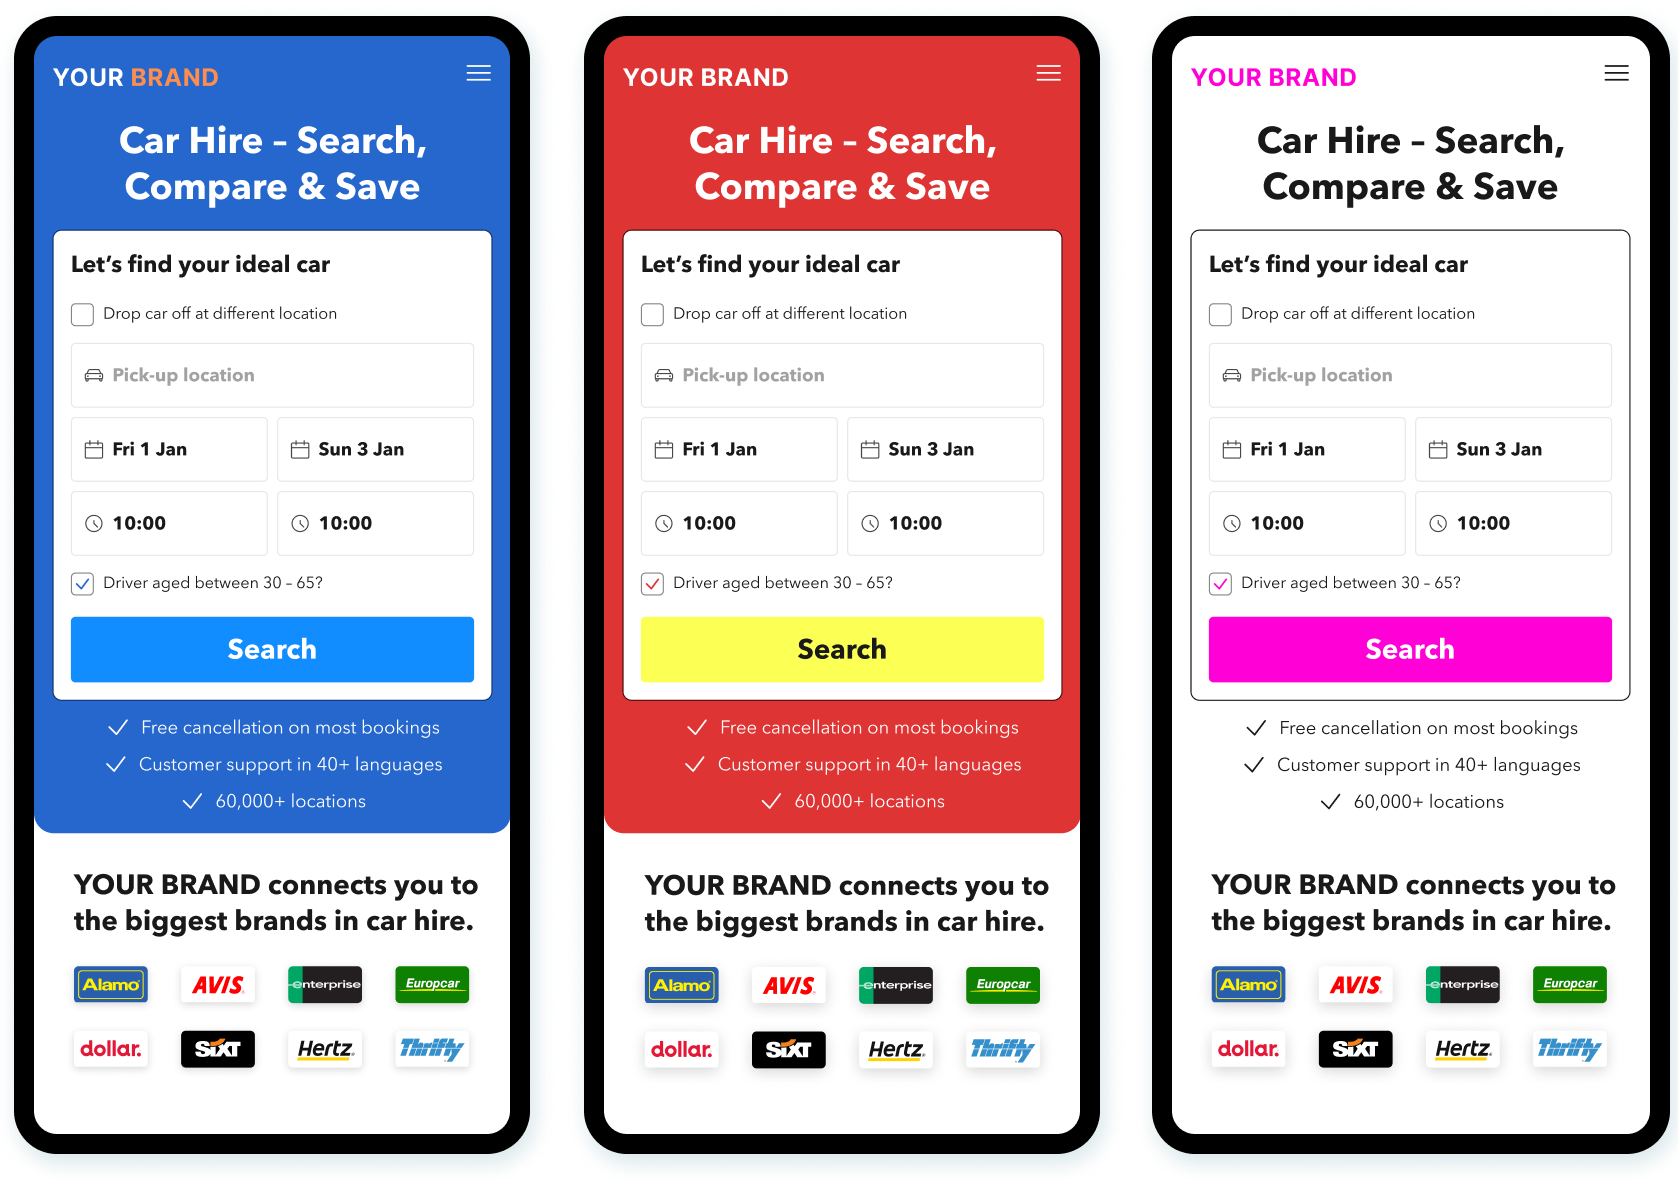 YOUR BRAND
Car Hire – Search,
Compare & Save
Let's find your ideal car
Drop car off at different location
Pick-up location
Fri 1 Jan
Sun 3 Jan
10:00
10:00
Driver aged between 30 – 65?
Search
Free cancellation on most bookings
Customer support in 40+ languages
60,000+ locations
YOUR BRAND connects you to
the biggest brands in car hire.
Alamo
AVIS
enterprise
Europcar
dollar.
SiXT
Hertz
Thrifty
YOUR BRAND
Car Hire – Search,
Compare & Save
Let's find your ideal car
Drop car off at different location
Pick-up location
Fri 1 Jan
Sun 3 Jan
10:00
10:00
Driver aged between 30 – 65?
Search
Free cancellation on most bookings
Customer support in 40+ languages
60,000+ locations
YOUR BRAND connects you to
the biggest brands in car hire.
Alamo
AVIS
enterprise
Europcar
dollar.
SiXT
Hertz
Thrifty
YOUR BRAND
Car Hire – Search,
Compare & Save
Let's find your ideal car
Drop car off at different location
Pick-up location
Fri 1 Jan
Sun 3 Jan
10:00
10:00
Driver aged between 30 – 65?
Search
Free cancellation on most bookings
Customer support in 40+ languages
60,000+ locations
YOUR BRAND connects you to
the biggest brands in car hire.
Alamo
AVIS
enterprise
Europcar
dollar.
SiXT
Hertz
Thrifty